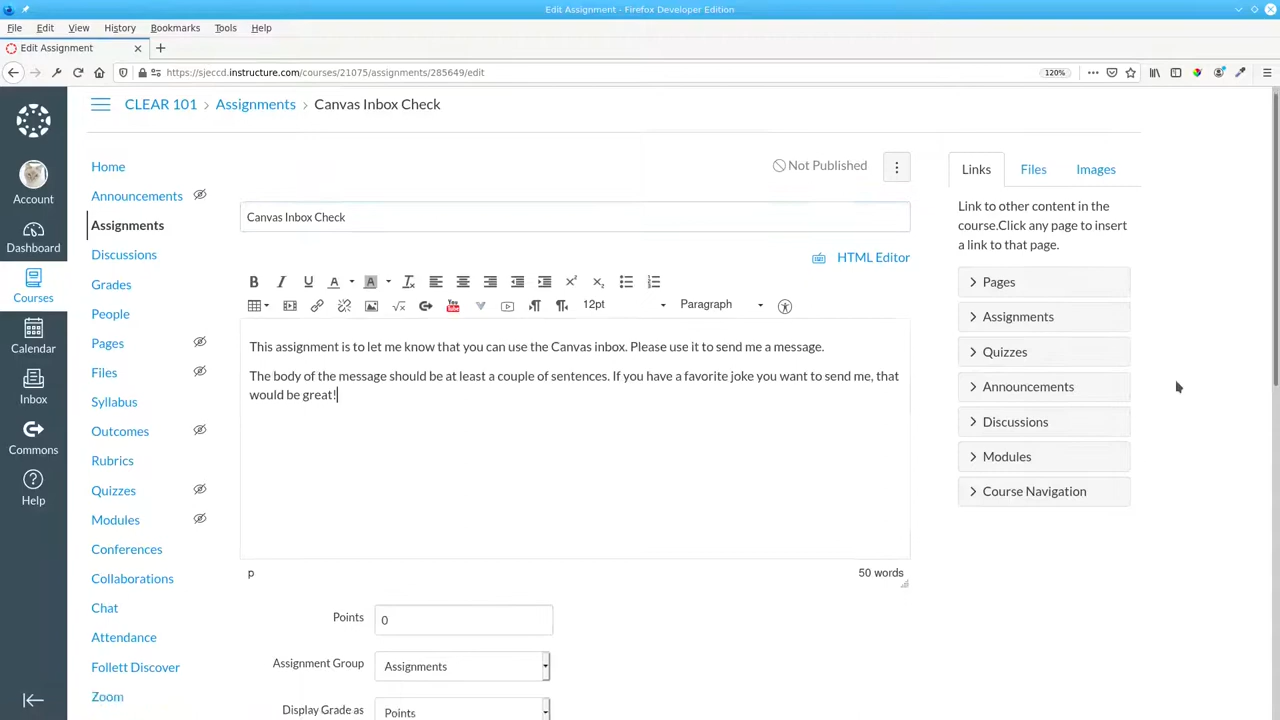 Edit Assignment - Firefox Developer Edition
File Edit View History Bookmarks Tools Help
Edit Assignment
https://sjeccd.instructure.com/courses/21075/assignments/285649/edit
120%
CLEAR 101 > Assignments > Canvas Inbox Check
Account
Dashboard
Courses
Calendar
Inbox
Commons
Help
Home
Announcements
Assignments
Discussions
Grades
People
Pages
Files
Syllabus
Outcomes
Rubrics
Quizzes
Modules
Conferences
Collaborations
Chat
Attendance
Follett Discover
Zoom
Not Published
Canvas Inbox Check
HTML Editor
B I U A A
12pt Paragraph
This assignment is to let me know that you can use the Canvas inbox. Please use it to send me a message.
The body of the message should be at least a couple of sentences. If you have a favorite joke you want to send me, that
would be great!
p 50 words
Points 0
Assignment Group Assignments
Display Grade as Points
Links Files Images
Link to other content in the
course.Click any page to insert
a link to that page.
Pages
Assignments
Quizzes
Announcements
Discussions
Modules
Course Navigation